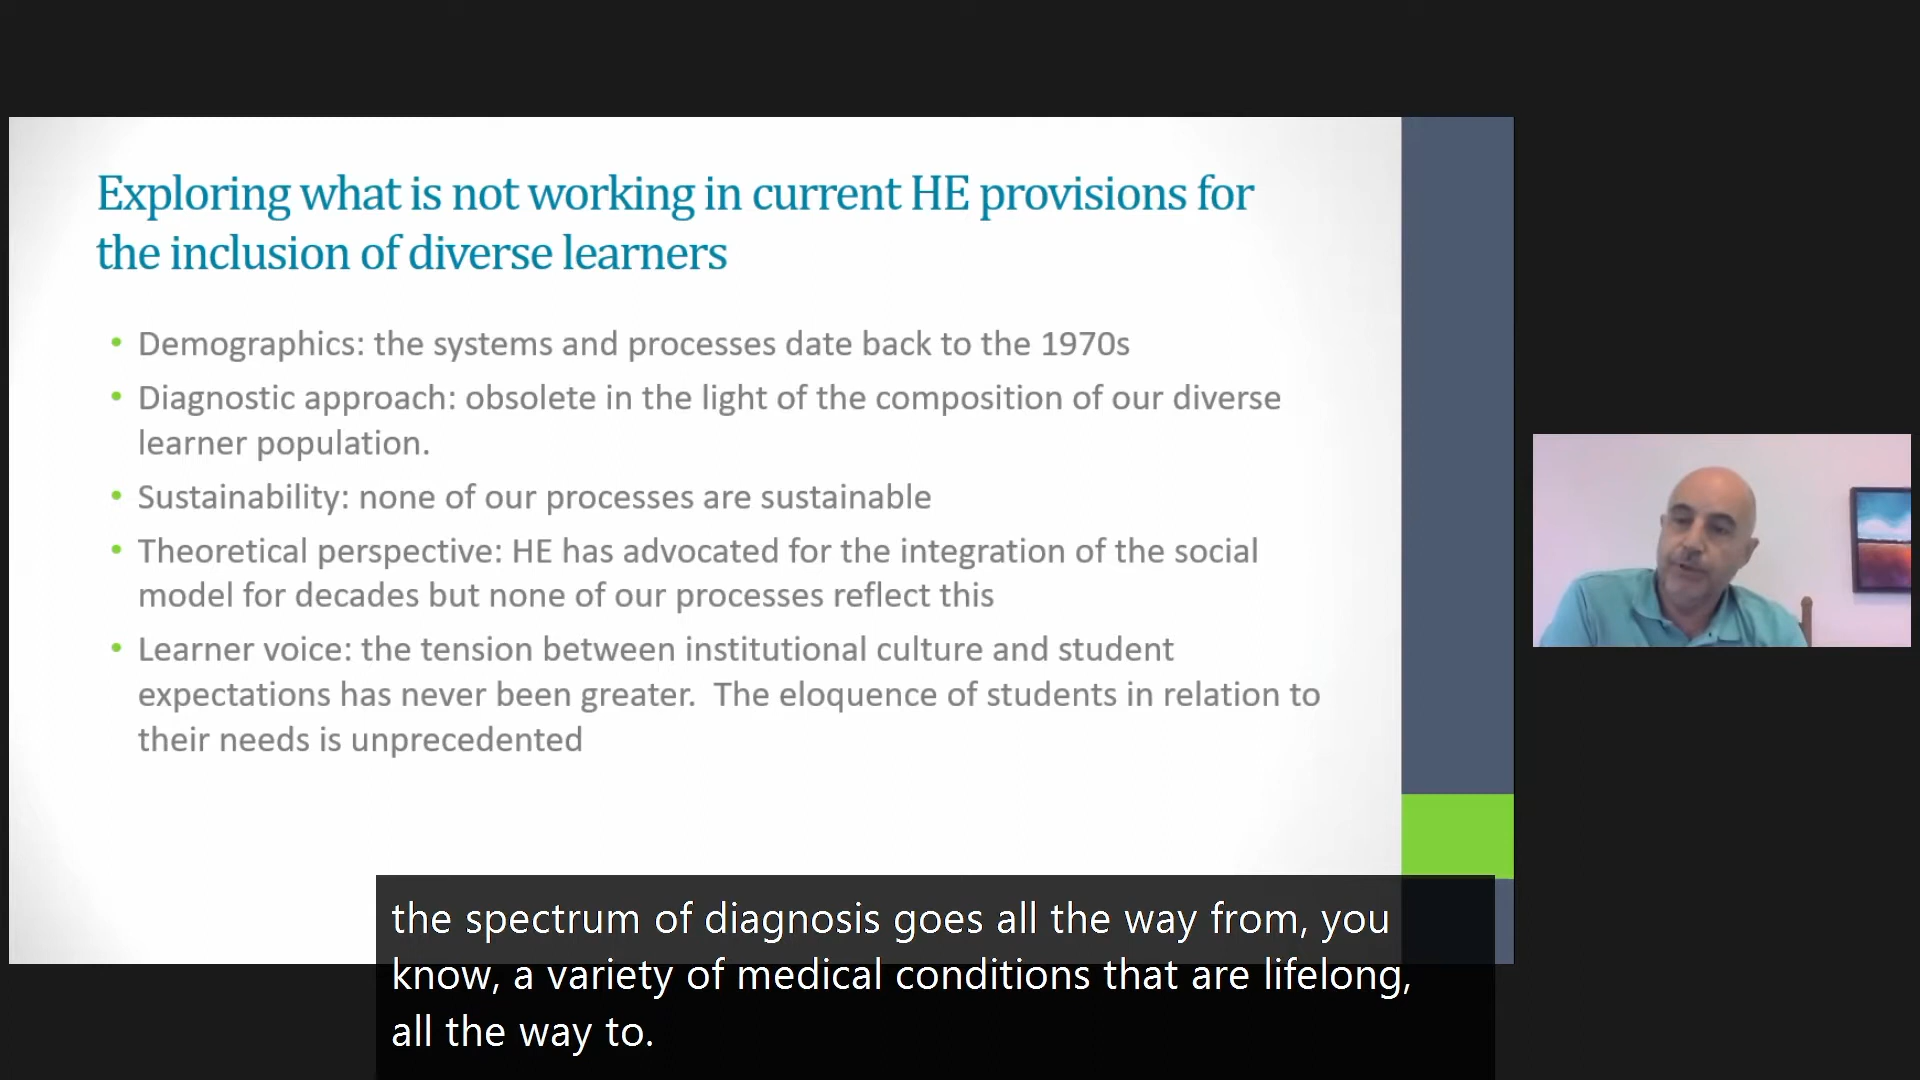 Exploring what is not working in current HE provisions for
the inclusion of diverse learners
• Demographics: the systems and processes date back to the 1970s
• Diagnostic approach: obsolete in the light of the composition of our diverse
learner population.
• Sustainability: none of our processes are sustainable
• Theoretical perspective: HE has advocated for the integration of the social
model for decades but none of our processes reflect this
• Learner voice: the tension between institutional culture and student
expectations has never been greater.  The eloquence of students in relation to
their needs is unprecedented
the spectrum of diagnosis goes all the way from, you
know, a variety of medical conditions that are lifelong,
all the way to.